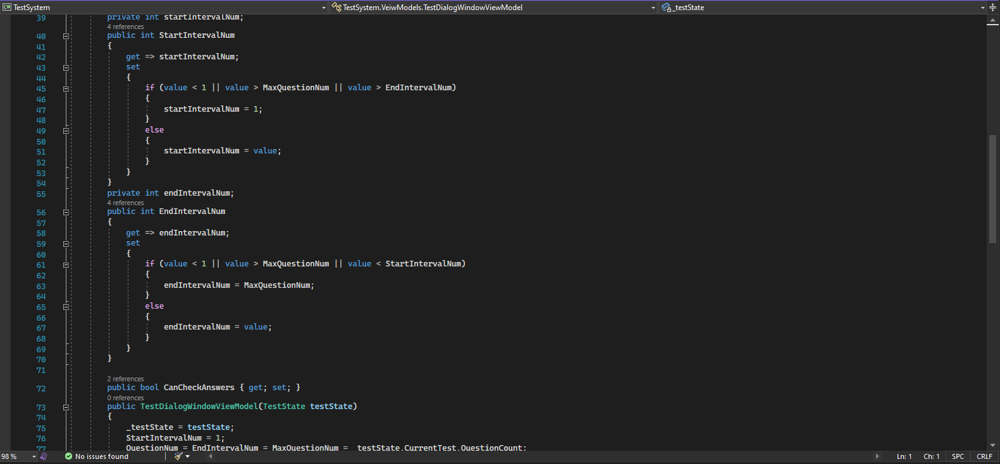 TestSystem TestSystem.VeiwModels.TestDialogWindowViewModel _testState
39 private int startIntervalNum;
4 references
40 public int StartIntervalNum
41 {
42 get => startIntervalNum;
43 set
44 {
45 if (value < 1 || value > MaxQuestionNum || value > EndIntervalNum)
46 {
47 startIntervalNum = 1;
48 }
49 else
50 {
51 startIntervalNum = value;
52 }
53 }
54 }
55 private int endIntervalNum;
4 references
56 public int EndIntervalNum
57 {
58 get => endIntervalNum;
59 set
60 {
61 if (value < 1 || value > MaxQuestionNum || value < StartIntervalNum)
62 {
63 endIntervalNum = MaxQuestionNum;
64 }
65 else
66 {
67 endIntervalNum = value;
68 }
69 }
70 }
71
2 references
72 public bool CanCheckAnswers { get; set; }
0 references
73 public TestDialogWindowViewModel(TestState testState)
74 {
75 _testState = testState;
76 StartIntervalNum = 1;
77 QuestionNum = EndIntervalNum = MaxQuestionNum = _testState.CurrentTest.QuestionCount;
98 % No issues found Ln: 1 Ch: 1 SPC CRLF